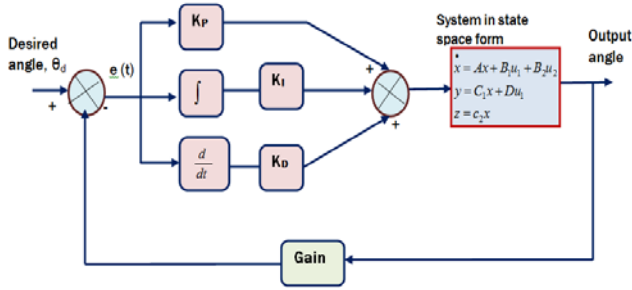 Desired
angle, θd
+
-
e (t)
KP
∫
KI
d
dt
KD
+
+
System in state
space form
ẋ = Ax + B₁u₁ + B₂u₂
y = C₁x + Du₁
z = c₂x
Output
angle
Gain